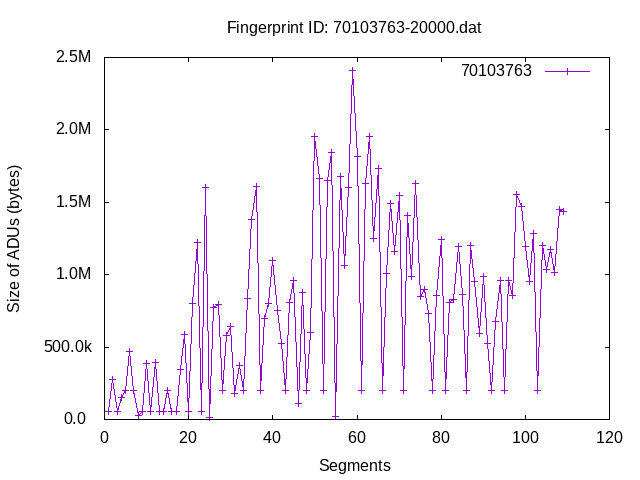 Fingerprint ID: 70103763-20000.dat
2.5M
70103763
2.0M
1.5M
1.0M
500.0k
0.0
Size of ADUs (bytes)
0 20 40 60 80 100 120
Segments